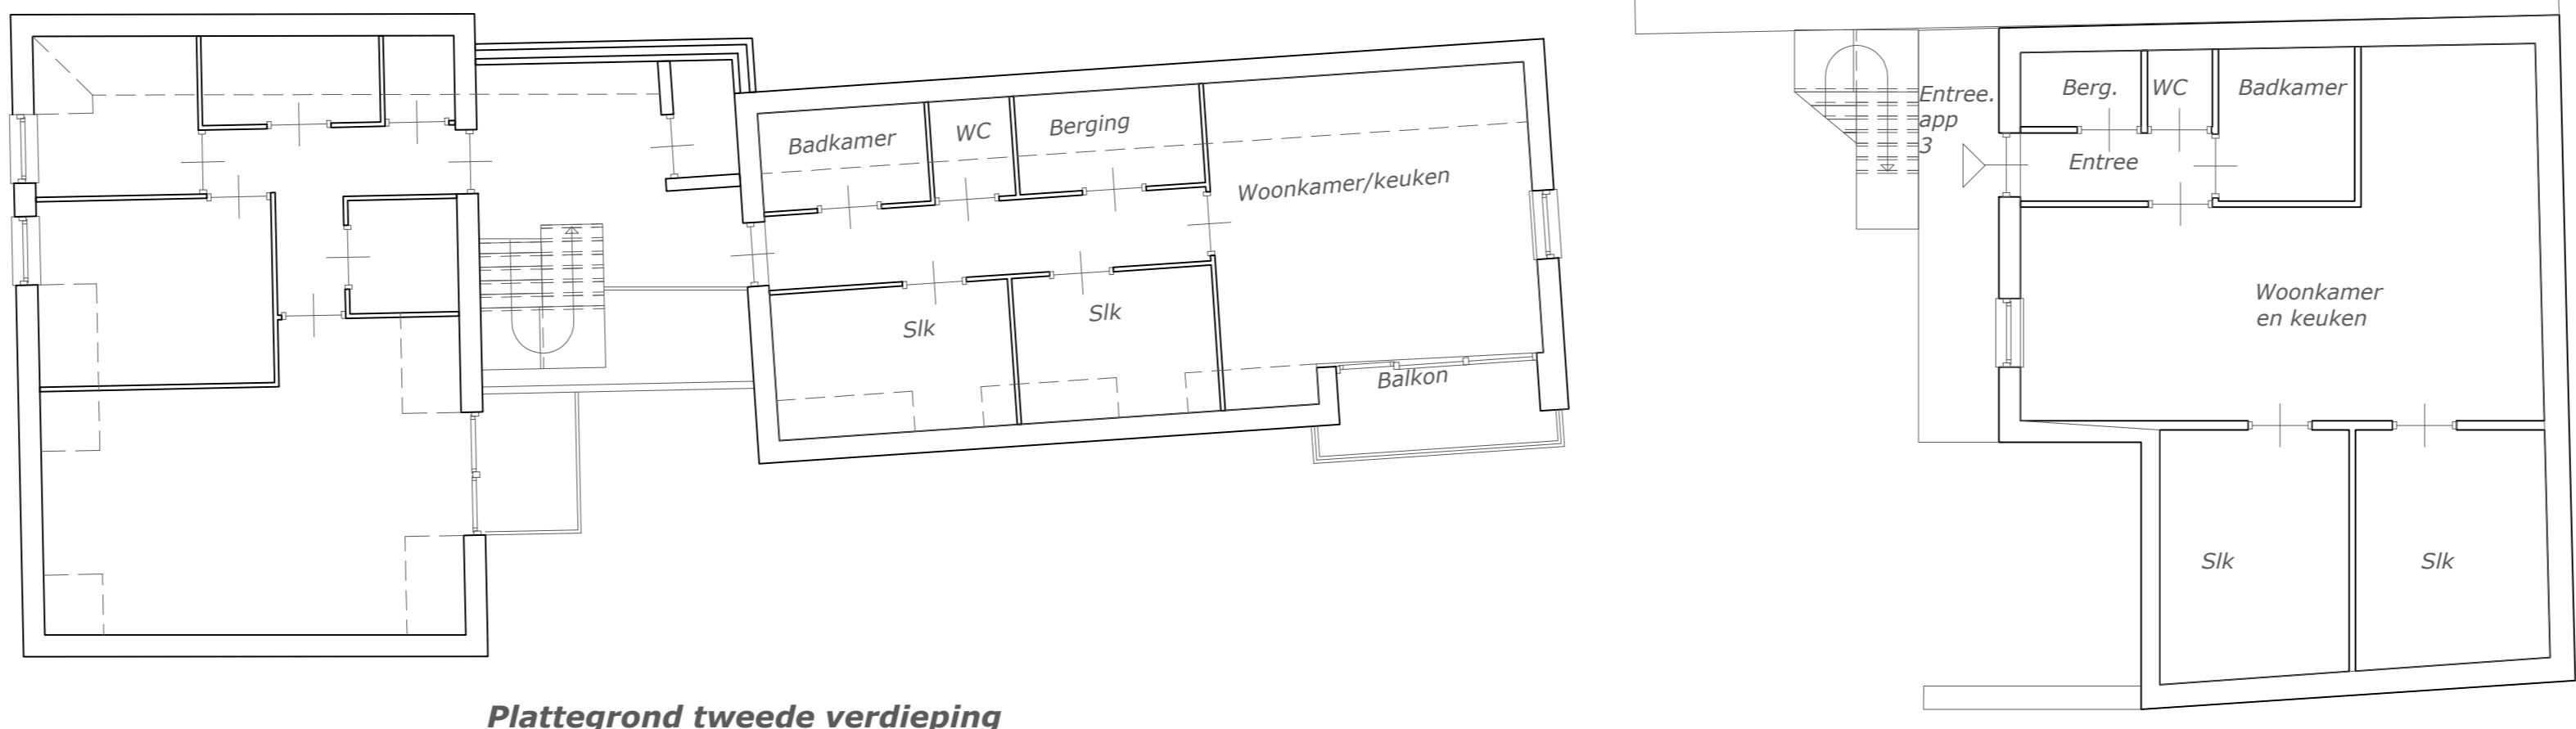 Badkamer
WC
Berging
Woonkamer/keuken
Slk
Slk
Balkon
Plattegrond tweede verdieping
Entree.
app
3
Berg.
WC
Badkamer
Entree
Woonkamer
en keuken
Slk
Slk